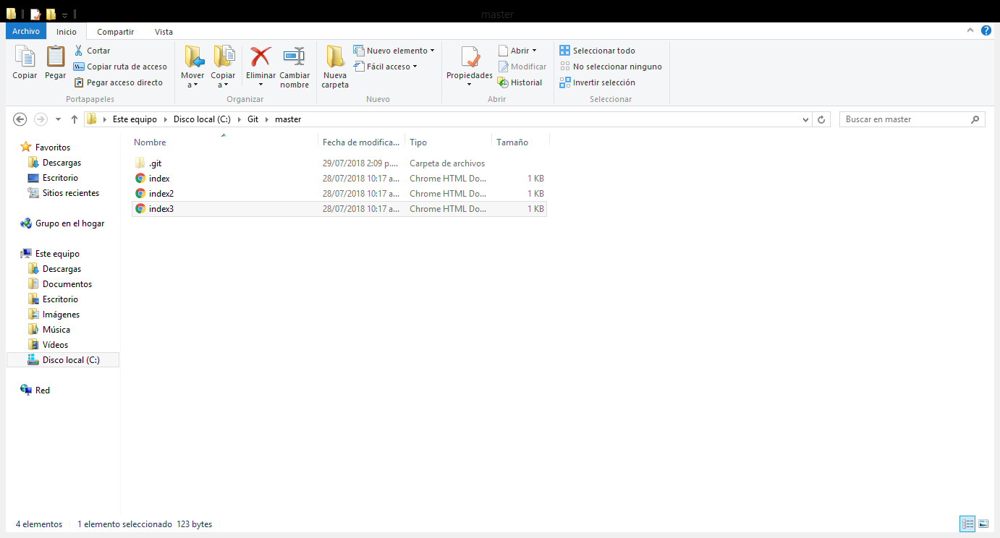 master
Archivo Inicio Compartir Vista
Copiar Pegar Cortar
Copiar ruta de acceso
Pegar acceso directo
Portapapeles
Mover a Copiar a Eliminar Cambiar nombre
Organizar
Nueva carpeta Nuevo elemento
Fácil acceso
Nuevo
Propiedades Abrir
Modificar
Historial
Abrir
Seleccionar todo
No seleccionar ninguno
Invertir selección
Seleccionar
Este equipo Disco local (C:) Git master
Buscar en master
Favoritos
Descargas
Escritorio
Sitios recientes
Grupo en el hogar
Este equipo
Descargas
Documentos
Escritorio
Imágenes
Música
Vídeos
Disco local (C:)
Red
Nombre Fecha de modifica... Tipo Tamaño
.git 29/07/2018 2:09 p.... Carpeta de archivos
index 28/07/2018 10:17 a... Chrome HTML Do... 1 KB
index2 28/07/2018 10:17 a... Chrome HTML Do... 1 KB
index3 28/07/2018 10:17 a... Chrome HTML Do... 1 KB
4 elementos 1 elemento seleccionado 123 bytes